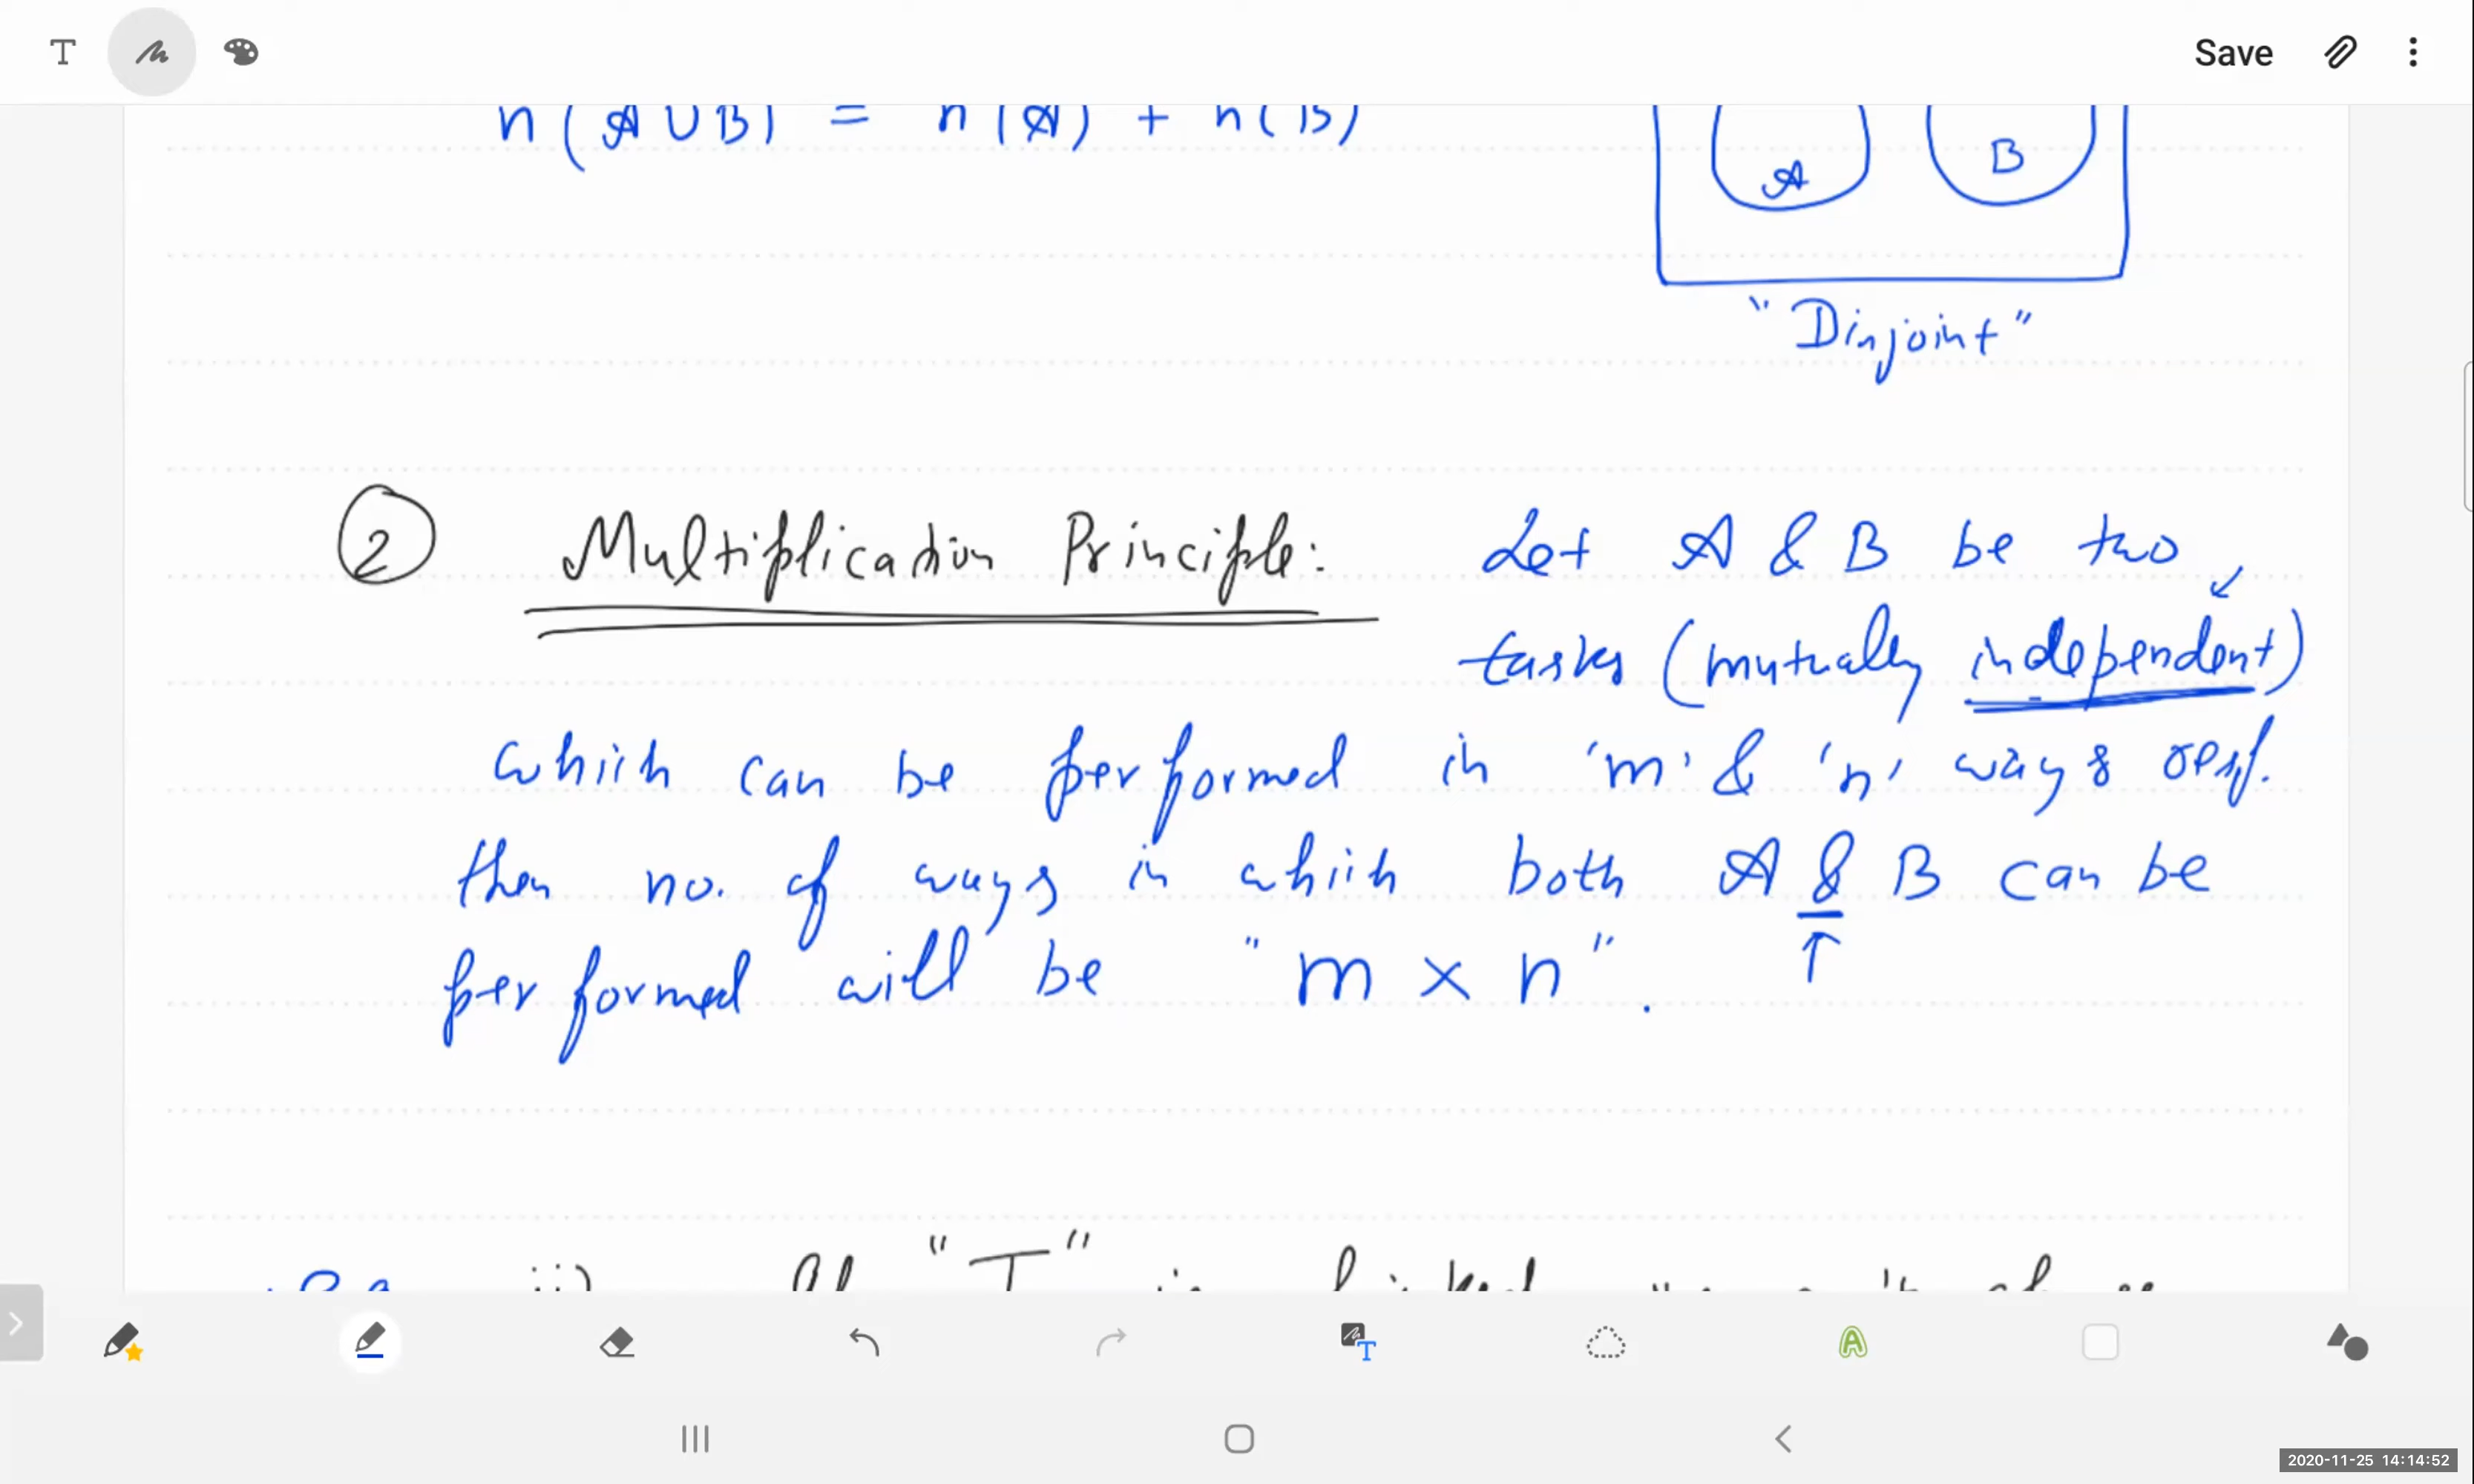 T Save
n(A∪B) = n(A) + n(B)
A B
"Disjoint"
2 Multiplication Principle: Let A & B be two
tasks (mutually independent)
which can be performed in 'm' & 'n' ways resp.
then no. of ways in which both A & B can be
performed will be "m × n".
"T" is
T A
2020-11-25 14:14:52